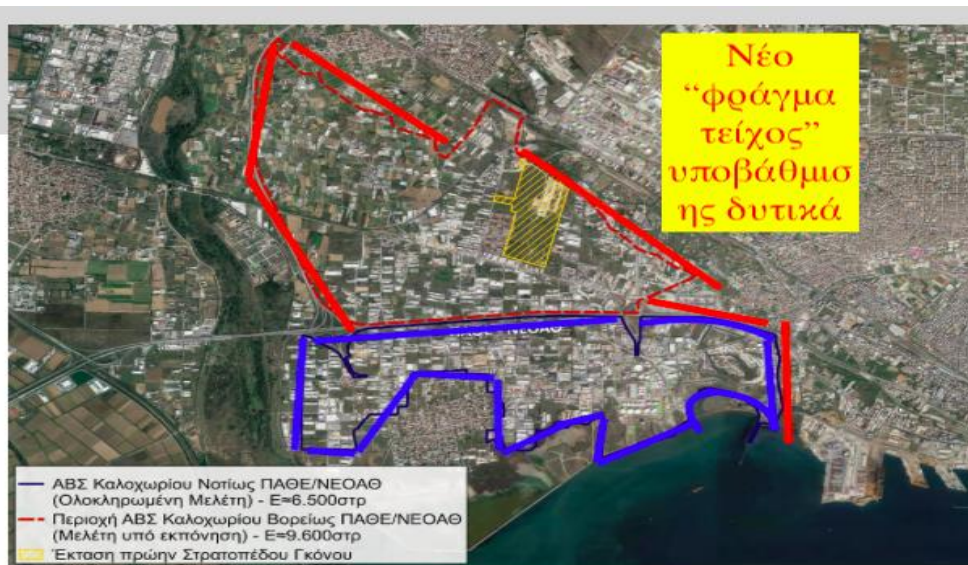 Νέο
“φράγμα
τείχος”
υποβάθμισ
ης δυτικά
ΠΑΘΕ - ΝΕΟΑΘ
ΑΒΣ Καλοχωρίου Νοτίως ΠΑΘΕ/ΝΕΟΑΘ
(Ολοκληρωμένη Μελέτη) - Ε≈6.500στρ
Περιοχή ΑΒΣ Καλοχωρίου Βορείως ΠΑΘΕ/ΝΕΟΑΘ
(Μελέτη υπό εκπόνηση) - Ε≈9.600στρ
Έκταση πρώην Στρατοπέδου Γκόνου